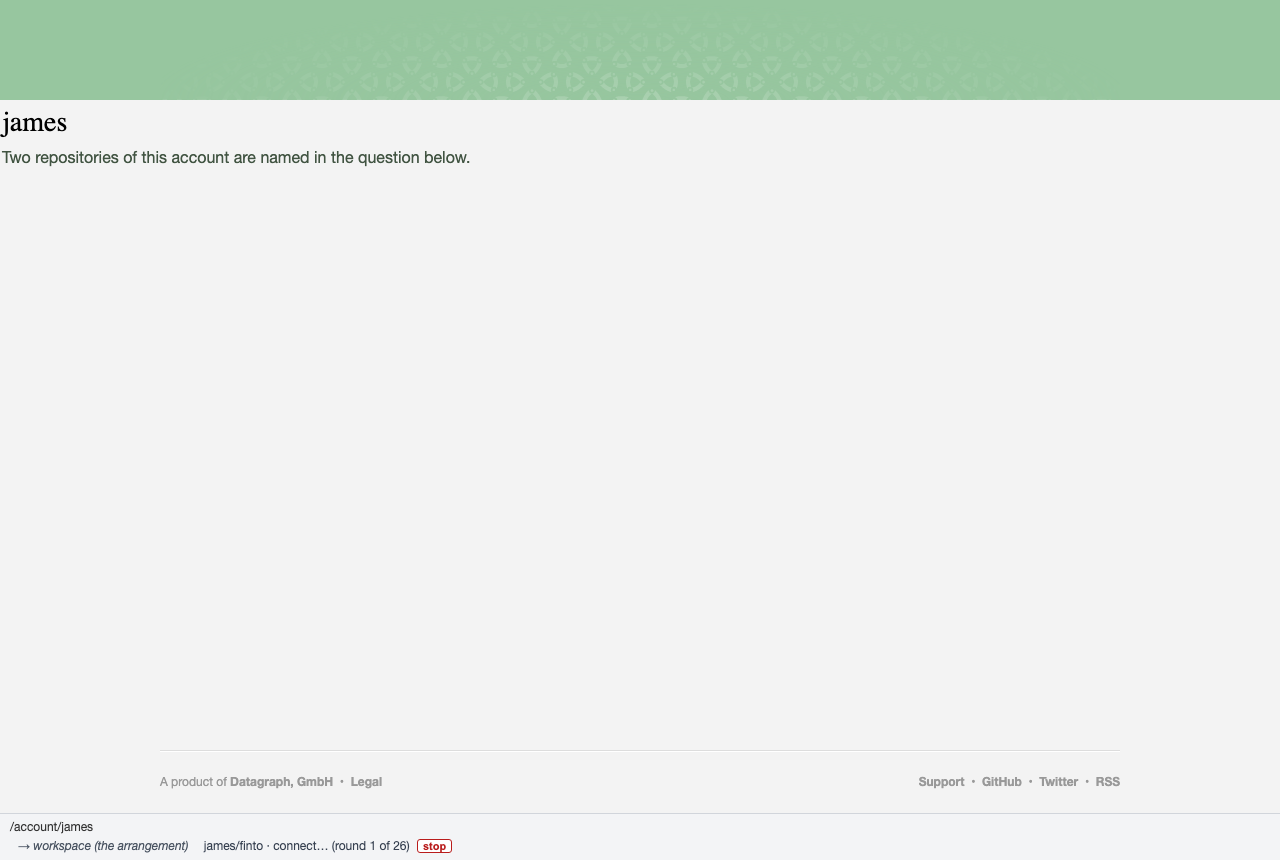 james
Two repositories of this account are named in the question below.
A product of Datagraph, GmbH • Legal
Support • GitHub • Twitter • RSS
/account/james
→ workspace (the arrangement) james/finto · connect… (round 1 of 26) stop